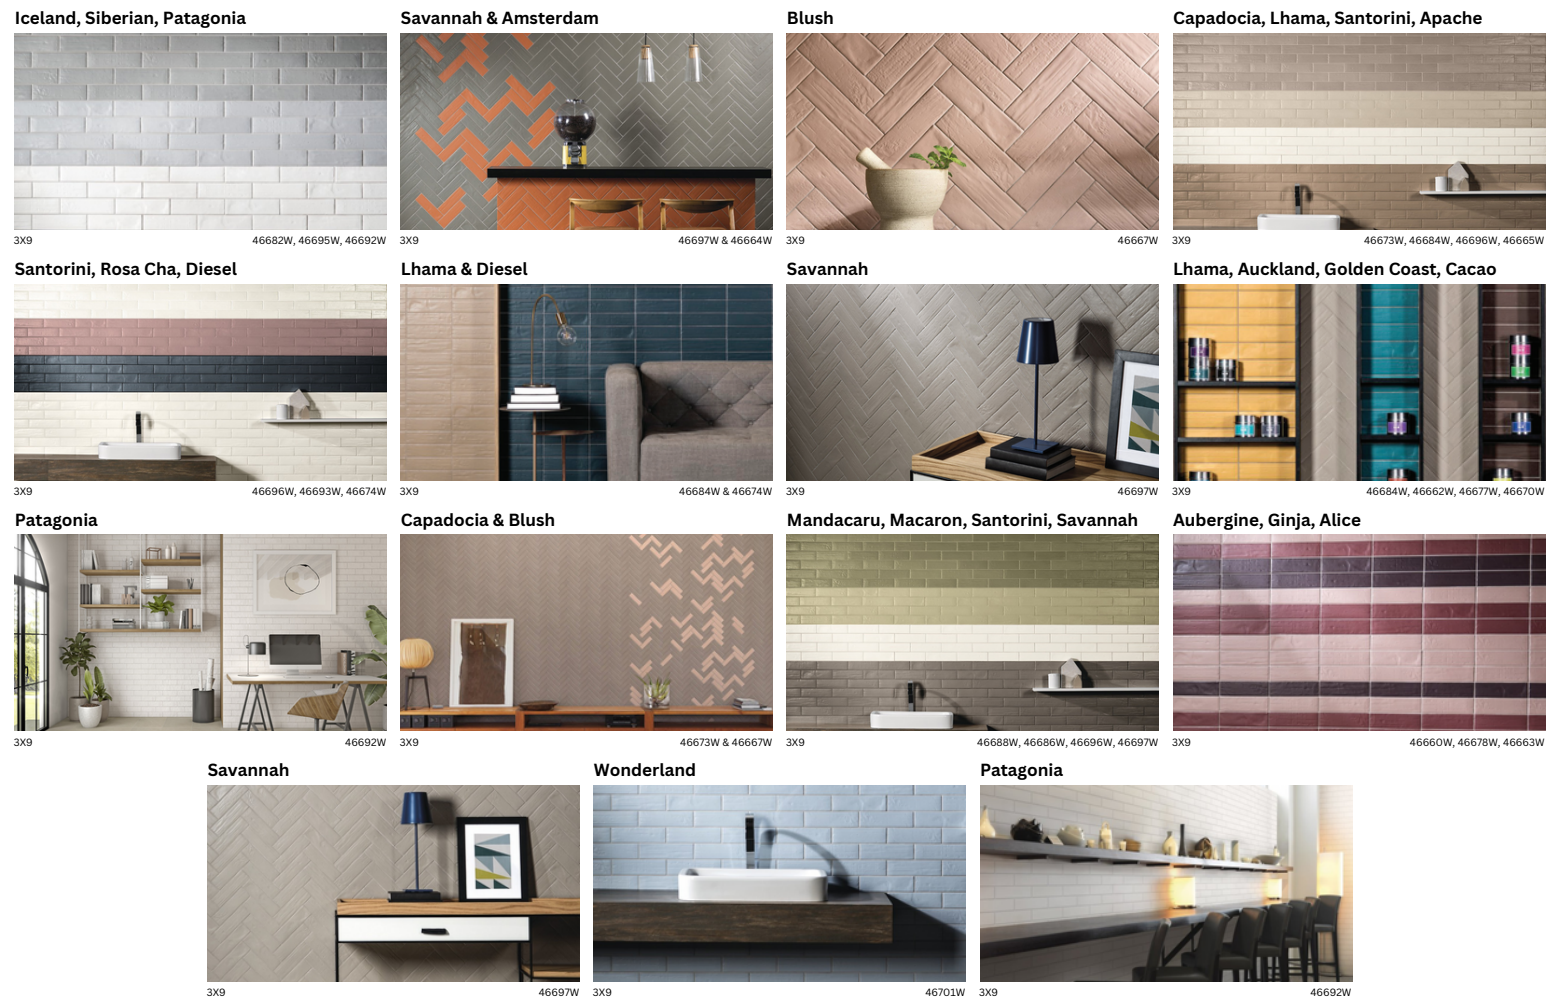 Iceland, Siberian, Patagonia
3X9 46682W, 46695W, 46692W
Savannah & Amsterdam
3X9 46697W & 46664W
Blush
3X9 46667W
Capadocia, Lhama, Santorini, Apache
3X9 46673W, 46684W, 46696W, 46665W
Santorini, Rosa Cha, Diesel
3X9 46696W, 46693W, 46674W
Lhama & Diesel
3X9 46684W & 46674W
Savannah
3X9 46697W
Lhama, Auckland, Golden Coast, Cacao
3X9 46684W, 46662W, 46677W, 46670W
Patagonia
3X9 46692W
Capadocia & Blush
3X9 46673W & 46667W
Mandacaru, Macaron, Santorini, Savannah
3X9 46688W, 46686W, 46696W, 46697W
Aubergine, Ginja, Alice
3X9 46660W, 46678W, 46663W
Savannah
3X9 46697W
Wonderland
3X9 46701W
Patagonia
3X9 46692W